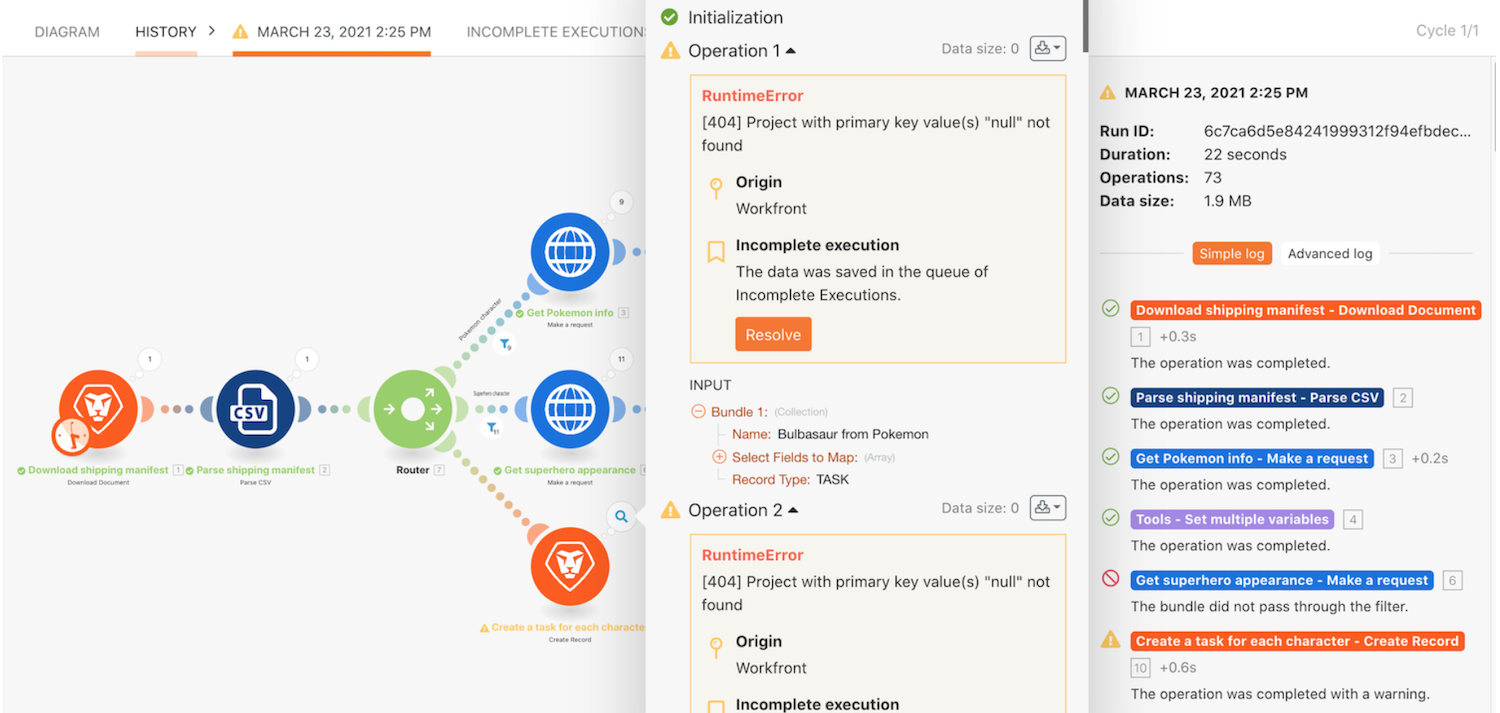 DIAGRAM
HISTORY
MARCH 23, 2021 2:25 PM
INCOMPLETE EXECUTIONS
9
Pokemon character
Get Pokemon info 3
Make a request
9
1
1
11
CSV
Superhero character
11
Download shipping manifest 1
Download Document
Parse shipping manifest 2
Parse CSV
Router 7
Get superhero appearance
Make a request
Create a task for each character
Create Record
Initialization
Operation 1
Data size: 0
RuntimeError
[404] Project with primary key value(s) "null" not
found
Origin
Workfront
Incomplete execution
The data was saved in the queue of
Incomplete Executions.
Resolve
INPUT
Bundle 1: (Collection)
Name: Bulbasaur from Pokemon
Select Fields to Map: (Array)
Record Type: TASK
Operation 2
Data size: 0
RuntimeError
[404] Project with primary key value(s) "null" not
found
Origin
Workfront
Incomplete execution
Cycle 1/1
MARCH 23, 2021 2:25 PM
Run ID: 6c7ca6d5e84241999312f94efbdec...
Duration: 22 seconds
Operations: 73
Data size: 1.9 MB
Simple log
Advanced log
Download shipping manifest - Download Document
1 +0.3s
The operation was completed.
Parse shipping manifest - Parse CSV 2
The operation was completed.
Get Pokemon info - Make a request 3 +0.2s
The operation was completed.
Tools - Set multiple variables 4
The operation was completed.
Get superhero appearance - Make a request 6
The bundle did not pass through the filter.
Create a task for each character - Create Record
10 +0.6s
The operation was completed with a warning.